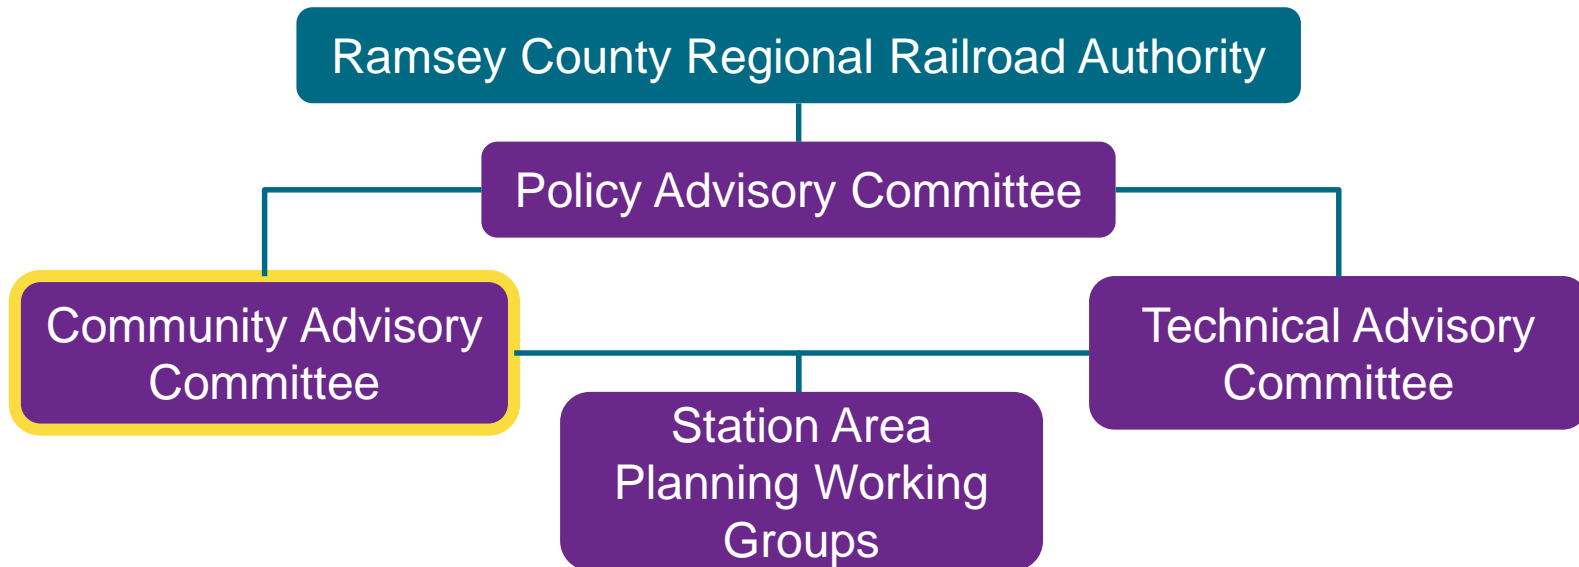 Ramsey County Regional Railroad Authority
Policy Advisory Committee
Community Advisory
Committee
Technical Advisory
Committee
Station Area
Planning Working
Groups